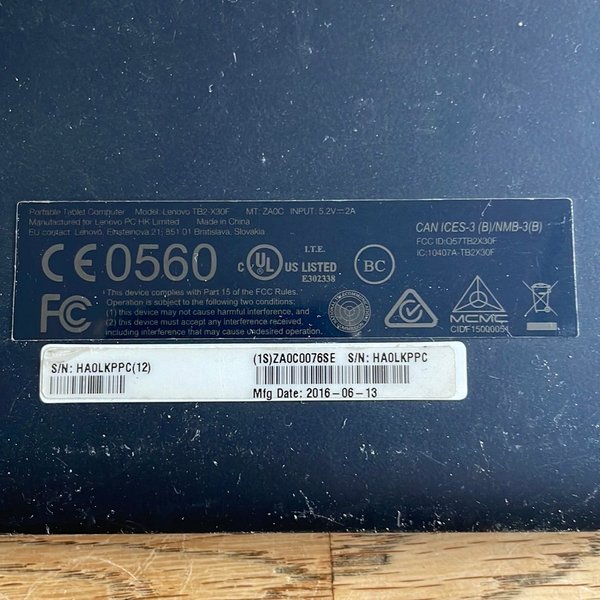 Portable Tablet Computer Model: Lenovo TB2-X30F MT: ZA0C INPUT: 5.2V⎓2A
Manufactured for Lenovo PC HK Limited Made in China
EU contact: Lenovo, Einsteinova 21, 851 01 Bratislava, Slovakia
CAN ICES-3 (B)/NMB-3(B)
FCC ID:O57TB2X30F
IC:10407A-TB2X30F
CE0560
C UL US LISTED
I.T.E.
E302338
BC
FC
This device complies with Part 15 of the FCC Rules.
Operation is subject to the following two conditions:
(1) this device may not cause harmful interference, and
(2) this device must accept any interference received,
including interference that may cause undesired operation.
MCMC
CIDF15000054
S/N: HA0LKPPC(12)
(1S)ZA0C0076SE S/N: HA0LKPPC
Mfg Date: 2016-06-13